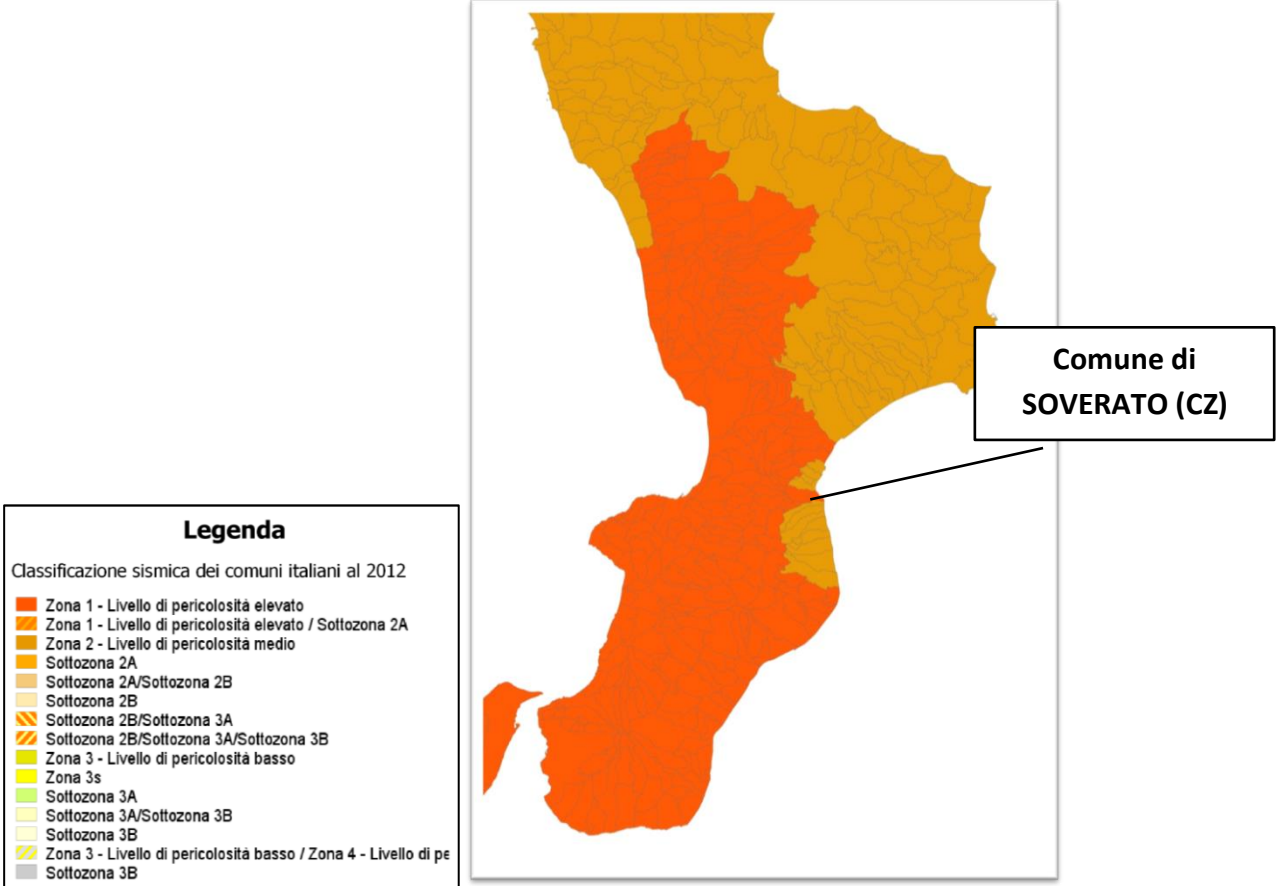 Comune di
SOVERATO (CZ)
Legenda
Classificazione sismica dei comuni italiani al 2012
Zona 1 - Livello di pericolosità elevato
Zona 1 - Livello di pericolosità elevato / Sottozona 2A
Zona 2 - Livello di pericolosità medio
Sottozona 2A
Sottozona 2A/Sottozona 2B
Sottozona 2B
Sottozona 2B/Sottozona 3A
Sottozona 2B/Sottozona 3A/Sottozona 3B
Zona 3 - Livello di pericolosità basso
Zona 3s
Sottozona 3A
Sottozona 3A/Sottozona 3B
Sottozona 3B
Zona 3 - Livello di pericolosità basso / Zona 4 - Livello di pe
Sottozona 3B